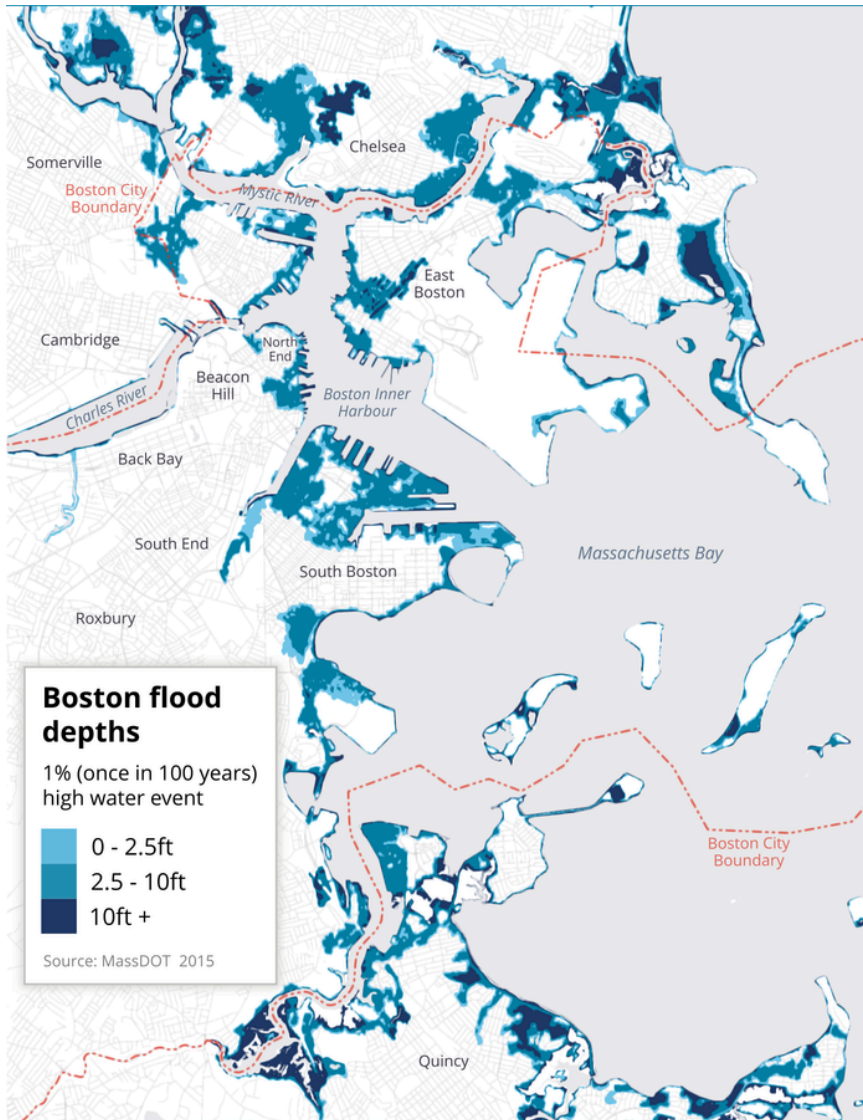 Chelsea
Somerville
Boston City
Boundary
Mystic River
East
Boston
Cambridge
North
End
Beacon
Hill
Charles River
Boston Inner
Harbour
Back Bay
South End
Massachusetts Bay
South Boston
Roxbury
Boston flood
depths
1% (once in 100 years)
high water event
0 - 2.5ft
2.5 - 10ft
10ft +
Source: MassDOT 2015
Boston City
Boundary
Quincy